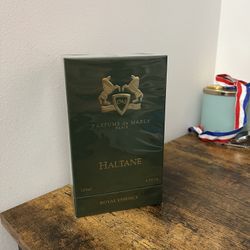 PARFUMS de MARLY
PARIS
HALTANE
ROYAL ESSENCE